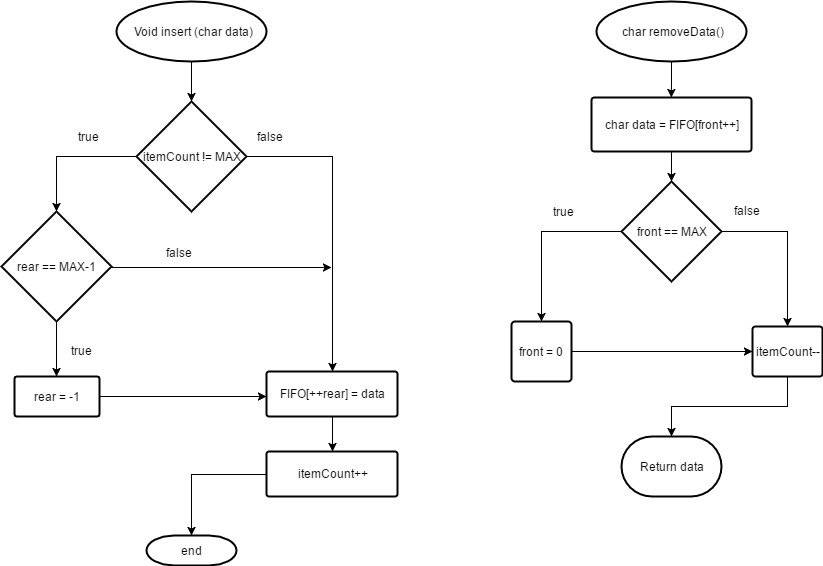 Void insert (char data)
true
false
itemCount != MAX
rear == MAX-1
false
true
rear = -1
FIFO[++rear] = data
itemCount++
end
char removeData()
char data = FIFO[front++]
true
false
front == MAX
front = 0
itemCount--
Return data